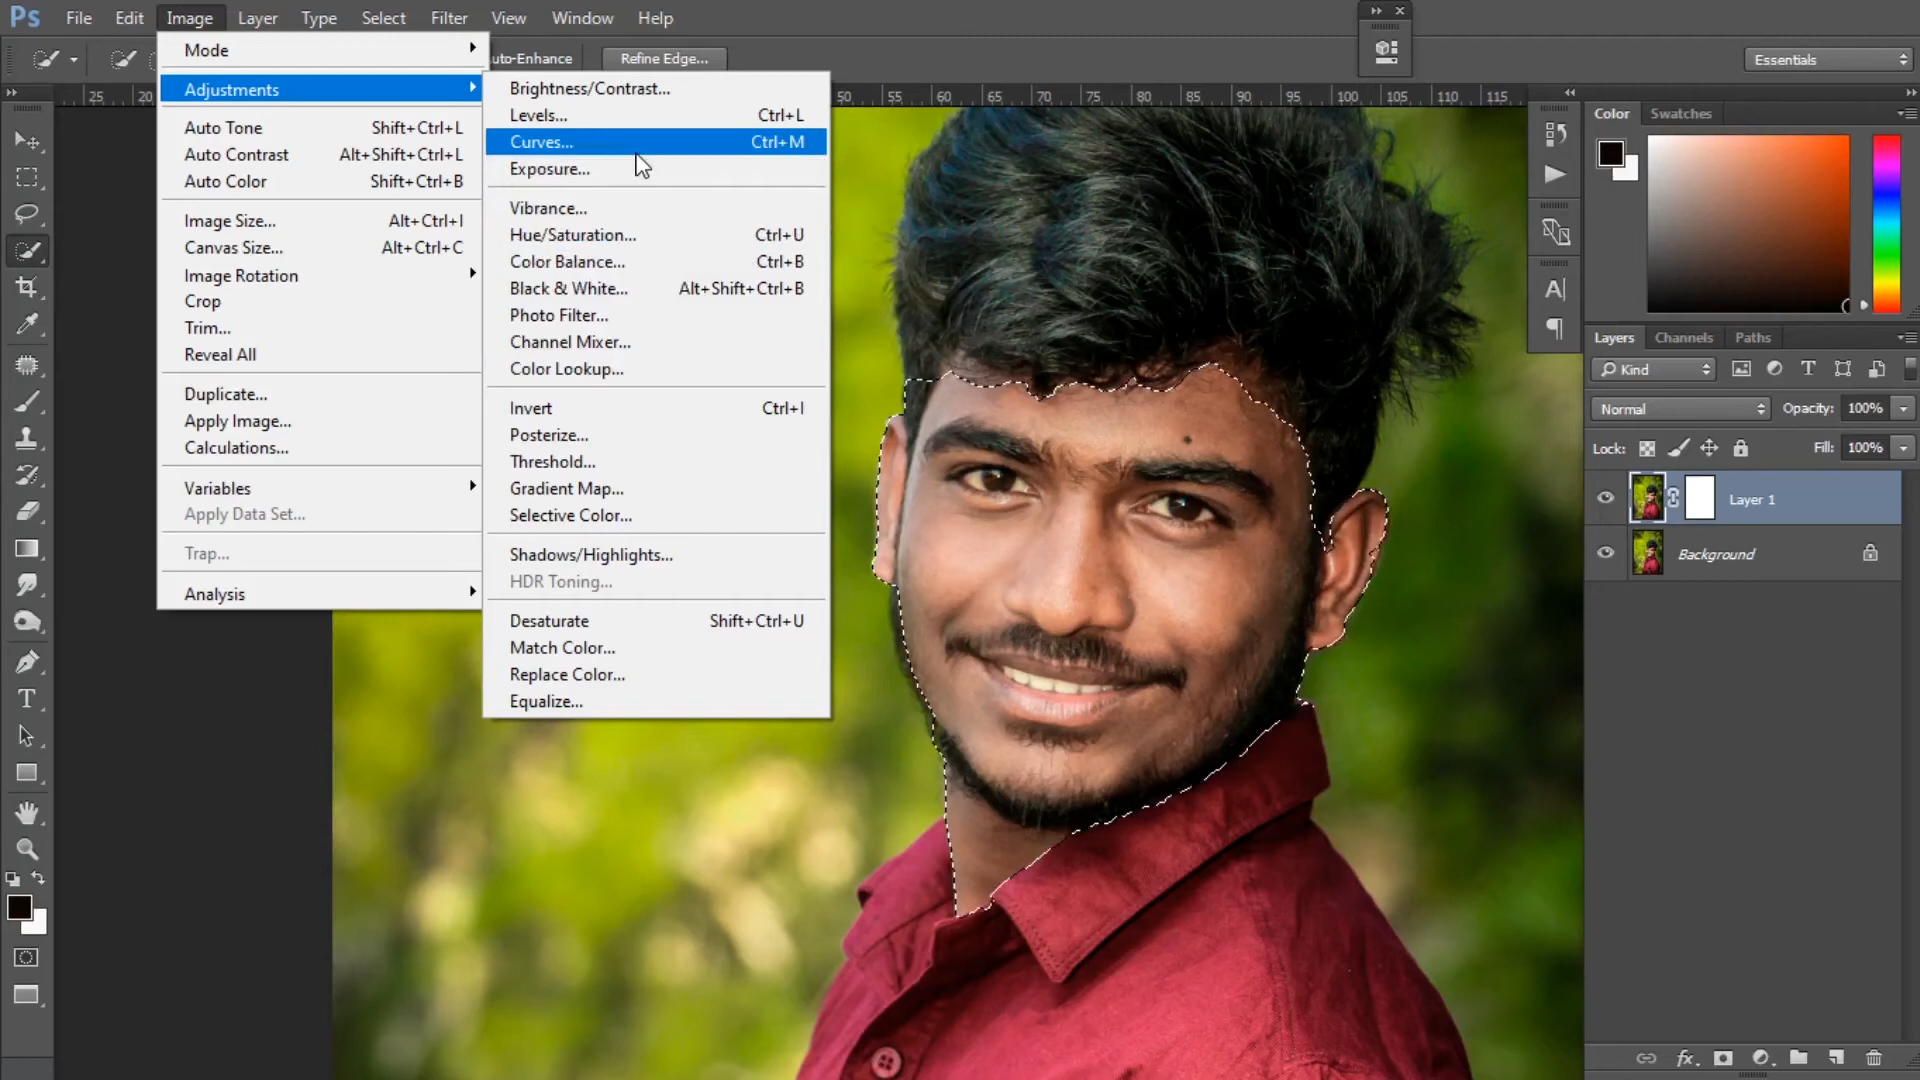 Ps File Edit Image Layer Type Select Filter View Window Help
uto-Enhance Refine Edge... Essentials
25 20 50 55 60 65 70 75 80 85 90 95 100 105 110 115
Mode
Adjustments
Auto Tone Shift+Ctrl+L
Auto Contrast Alt+Shift+Ctrl+L
Auto Color Shift+Ctrl+B
Image Size... Alt+Ctrl+I
Canvas Size... Alt+Ctrl+C
Image Rotation
Crop
Trim...
Reveal All
Duplicate...
Apply Image...
Calculations...
Variables
Apply Data Set...
Trap...
Analysis
Brightness/Contrast...
Levels... Ctrl+L
Curves... Ctrl+M
Exposure...
Vibrance...
Hue/Saturation... Ctrl+U
Color Balance... Ctrl+B
Black & White... Alt+Shift+Ctrl+B
Photo Filter...
Channel Mixer...
Color Lookup...
Invert Ctrl+I
Posterize...
Threshold...
Gradient Map...
Selective Color...
Shadows/Highlights...
HDR Toning...
Desaturate Shift+Ctrl+U
Match Color...
Replace Color...
Equalize...
Color Swatches
Layers Channels Paths
Kind
Normal Opacity: 100%
Lock: Fill: 100%
Layer 1
Background